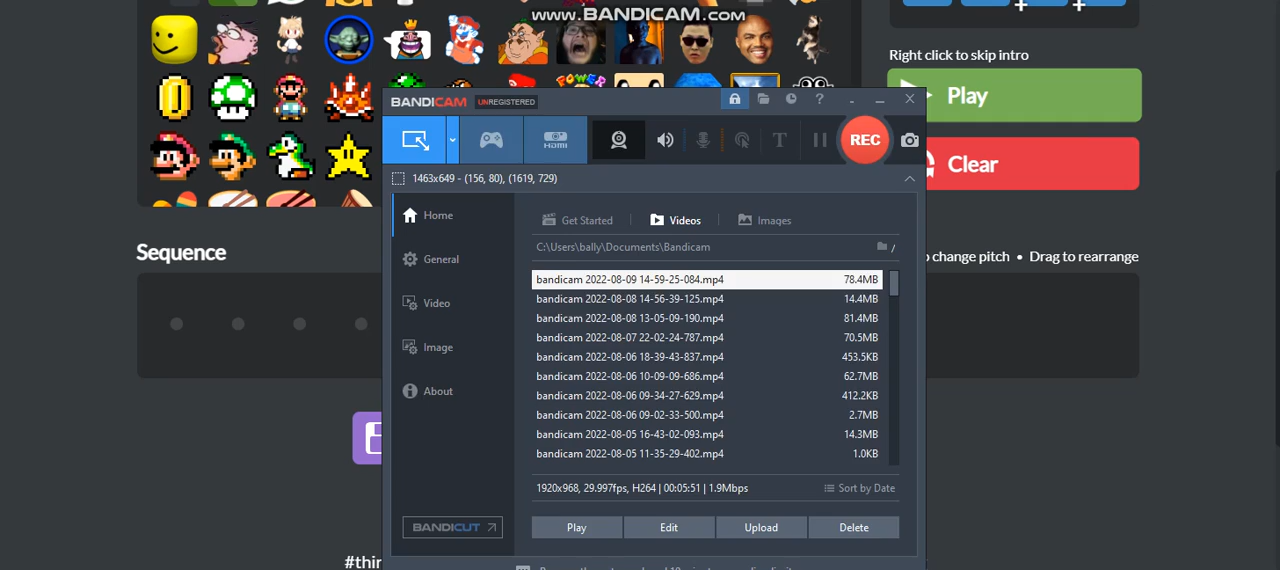 www.BANDICAM.com
Right click to skip intro
Play
Clear
BANDICAM UNREGISTERED
?
HDMI
T
REC
1463x649 - (156, 80), (1619, 729)
Home
General
Video
Image
About
BANDICUT
Get Started
Videos
Images
C:\Users\bally\Documents\Bandicam
/
bandicam 2022-08-09 14-59-25-084.mp4 78.4MB
bandicam 2022-08-08 14-56-39-125.mp4 14.4MB
bandicam 2022-08-08 13-05-09-190.mp4 81.4MB
bandicam 2022-08-07 22-02-24-787.mp4 70.5MB
bandicam 2022-08-06 18-39-43-837.mp4 453.5KB
bandicam 2022-08-06 10-09-09-686.mp4 62.7MB
bandicam 2022-08-06 09-34-27-629.mp4 412.2KB
bandicam 2022-08-06 09-02-33-500.mp4 2.7MB
bandicam 2022-08-05 16-43-02-093.mp4 14.3MB
bandicam 2022-08-05 11-35-29-402.mp4 1.0KB
1920x968, 29.997fps, H264 | 00:05:51 | 1.9Mbps
Sort by Date
Play
Edit
Upload
Delete
Sequence
change pitch • Drag to rearrange